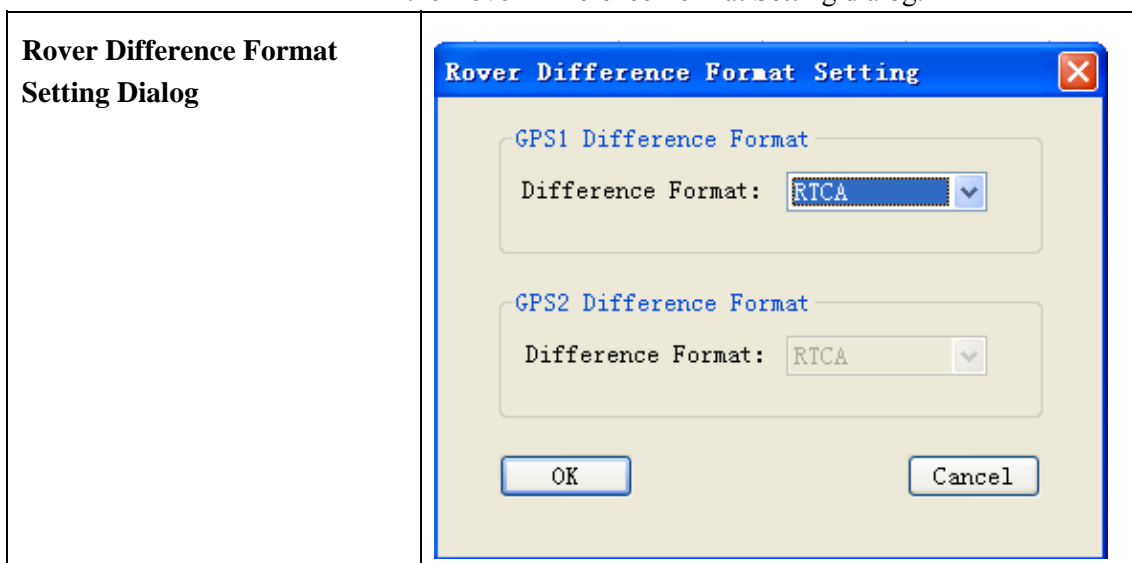 Rover Difference Format
Setting Dialog
Rover Difference Format Setting
GPS1 Difference Format
Difference Format: RTCA
GPS2 Difference Format
Difference Format: RTCA
OK Cancel